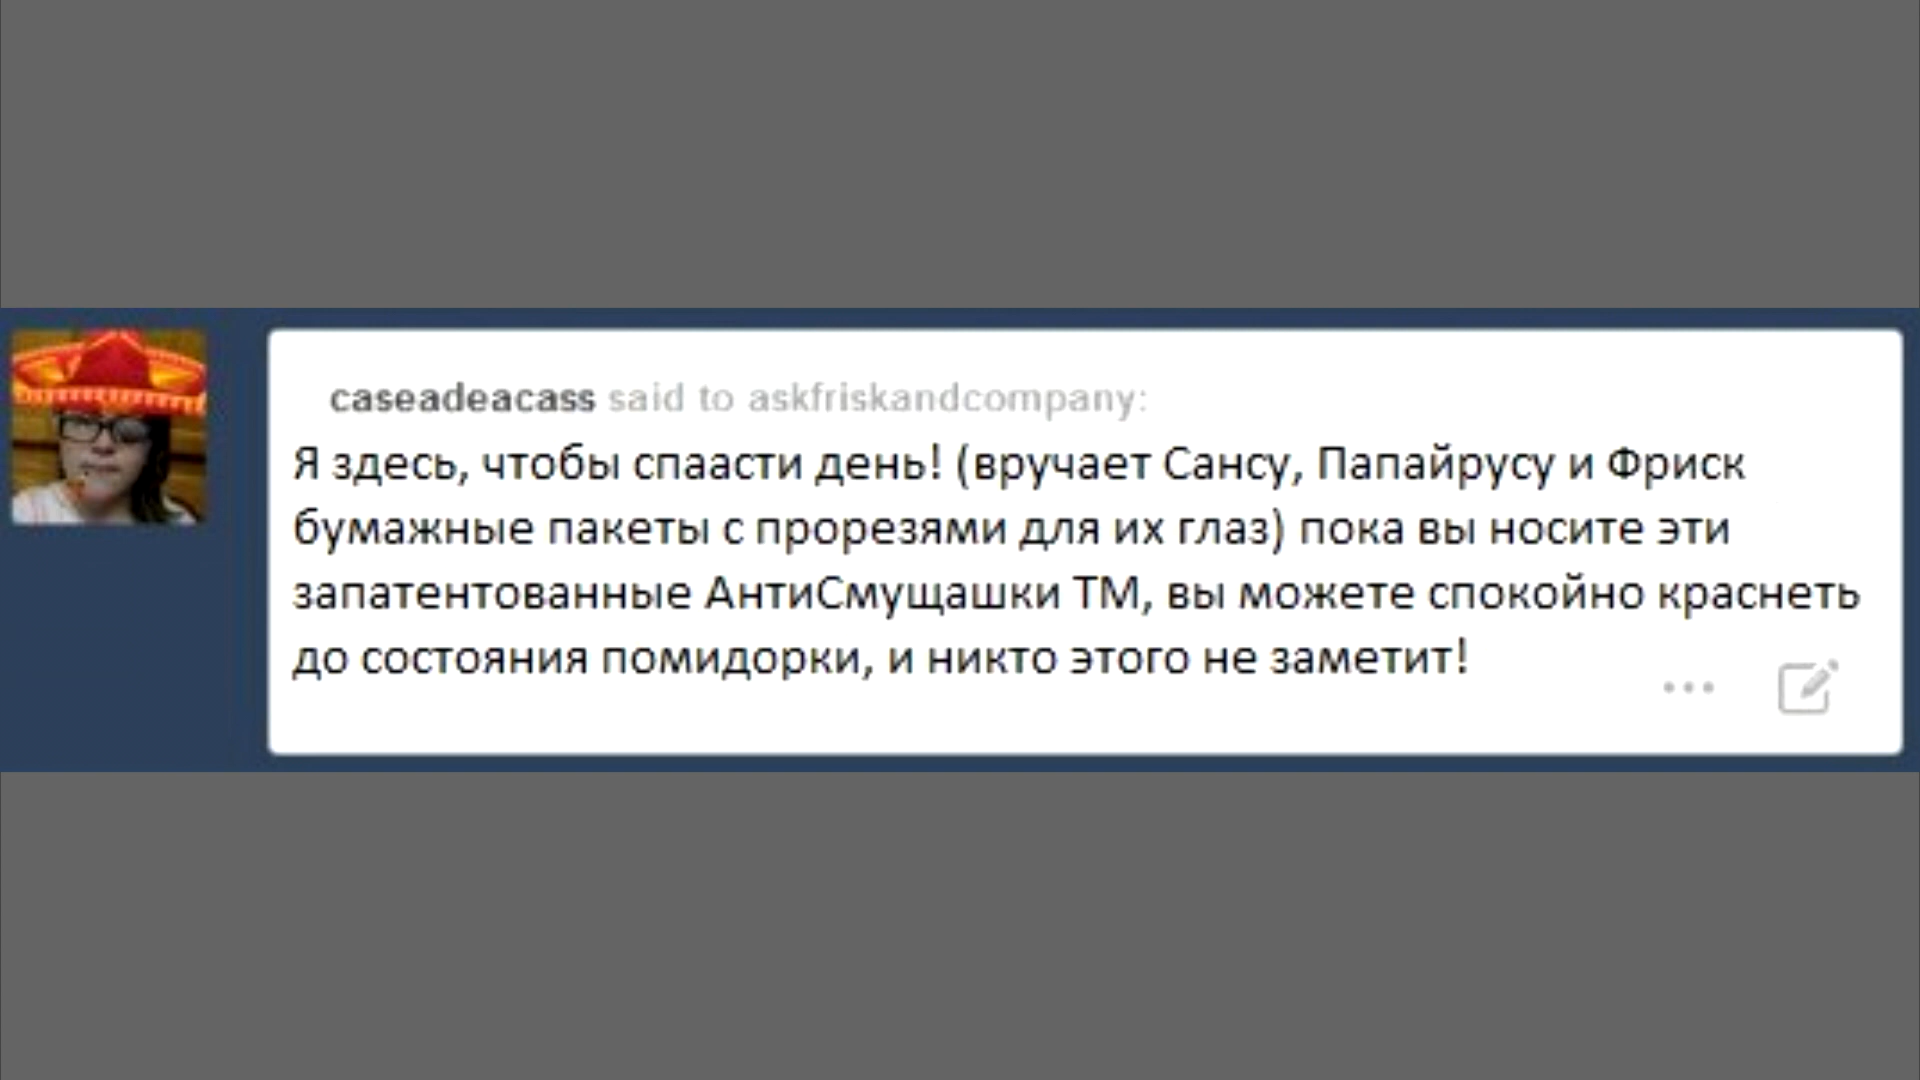 caseadeacass said to askfriskandcompany:
Я здесь, чтобы спаасти день! (вручает Сансу, Папайрусу и Фриск
бумажные пакеты с прорезями для их глаз) пока вы носите эти
запатентованные АнтиСмущашки ТМ, вы можете спокойно краснеть
до состояния помидорки, и никто этого не заметит!